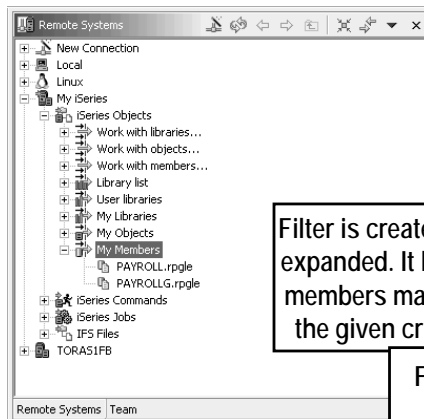 Remote Systems
New Connection
Local
Linux
My iSeries
iSeries Objects
Work with libraries...
Work with objects...
Work with members...
Library list
User libraries
My Libraries
My Objects
My Members
PAYROLL.rpgle
PAYROLLG.rpgle
iSeries Commands
iSeries Jobs
IFS Files
TORAS1FB
Remote Systems Team
Filter is create
expanded. It
members ma
the given cr